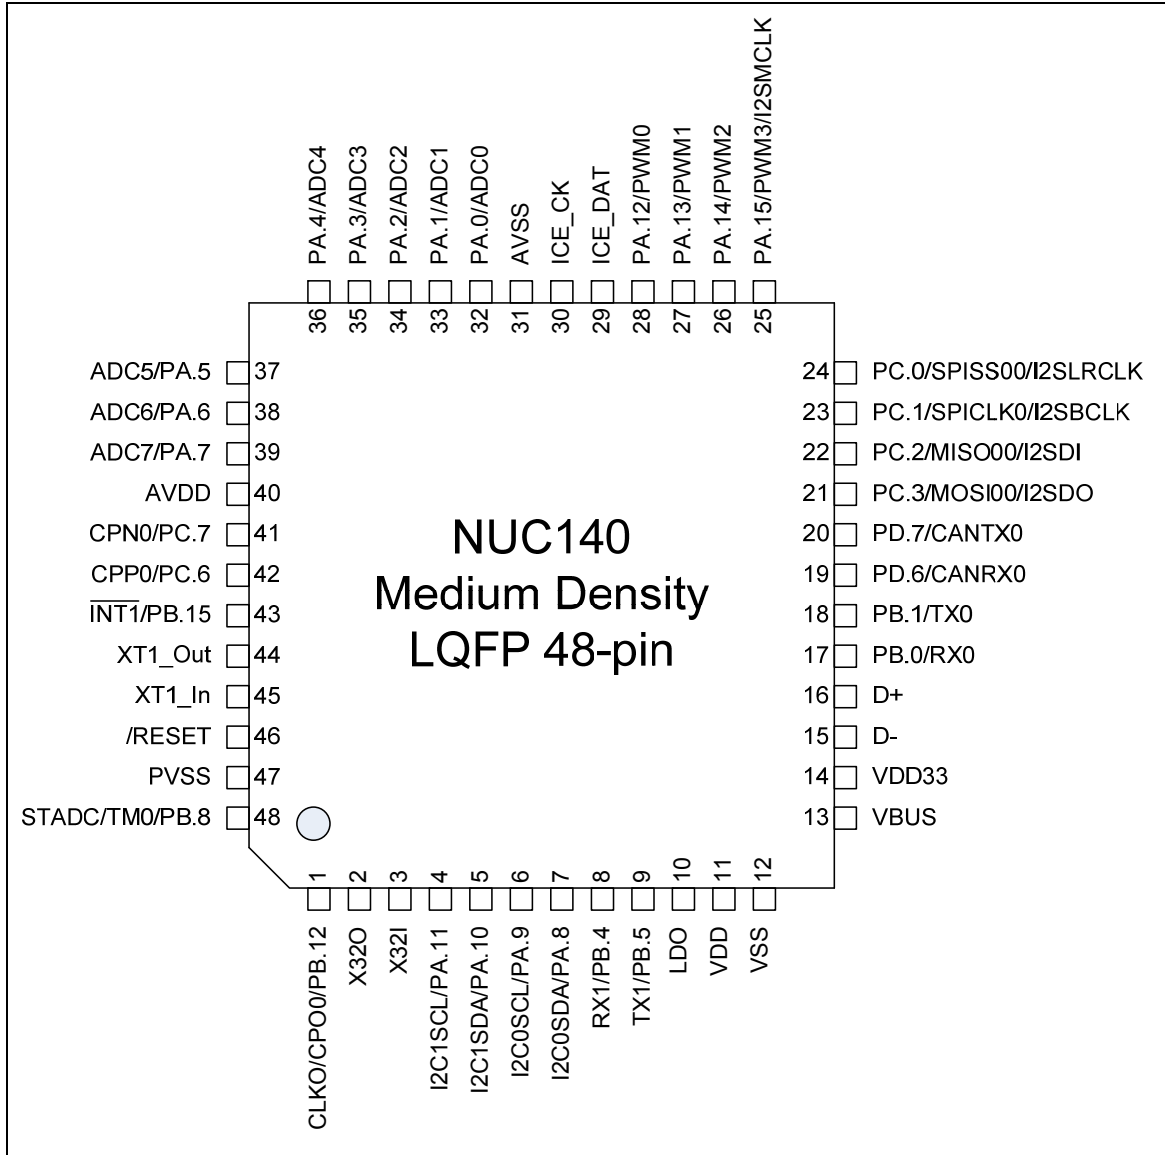 PA.4/ADC4
PA.3/ADC3
PA.2/ADC2
PA.1/ADC1
PA.0/ADC0
AVSS
ICE_CK
ICE_DAT
PA.12/PWM0
PA.13/PWM1
PA.14/PWM2
PA.15/PWM3/I2SMCLK
36
35
34
33
32
31
30
29
28
27
26
25
ADC5/PA.5 37
ADC6/PA.6 38
ADC7/PA.7 39
AVDD 40
CPN0/PC.7 41
CPP0/PC.6 42
INT1/PB.15 43
XT1_Out 44
XT1_In 45
/RESET 46
PVSS 47
STADC/TM0/PB.8 48
NUC140
Medium Density
LQFP 48-pin
24 PC.0/SPISS00/I2SLRCLK
23 PC.1/SPICLK0/I2SBCLK
22 PC.2/MISO00/I2SDI
21 PC.3/MOSI00/I2SDO
20 PD.7/CANTX0
19 PD.6/CANRX0
18 PB.1/TX0
17 PB.0/RX0
16 D+
15 D-
14 VDD33
13 VBUS
1
2
3
4
5
6
7
8
9
10
11
12
CLKO/CPO0/PB.12
X32O
X32I
I2C1SCL/PA.11
I2C1SDA/PA.10
I2C0SCL/PA.9
I2C0SDA/PA.8
RX1/PB.4
TX1/PB.5
LDO
VDD
VSS